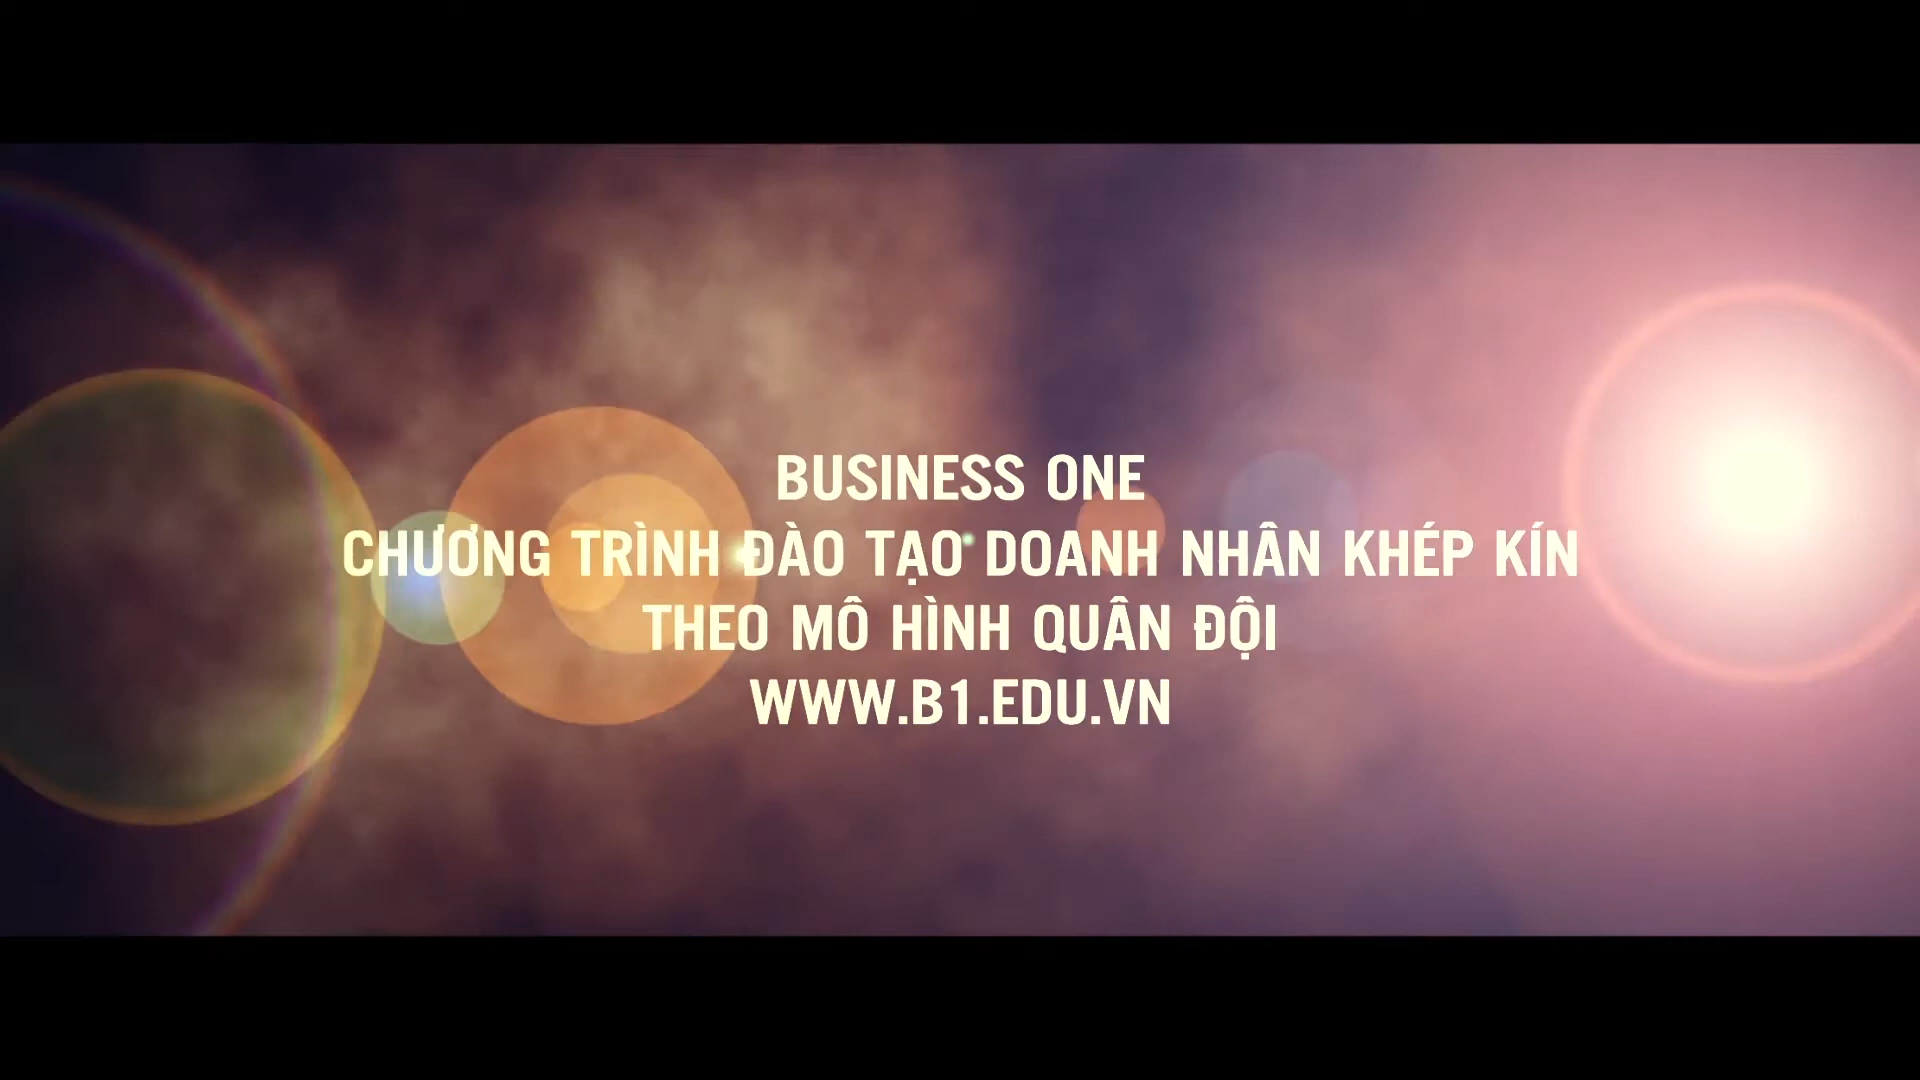 BUSINESS ONE
CHƯƠNG TRÌNH ĐÀO TẠO DOANH NHÂN KHÉP KÍN
THEO MÔ HÌNH QUÂN ĐỘI
WWW.B1.EDU.VN